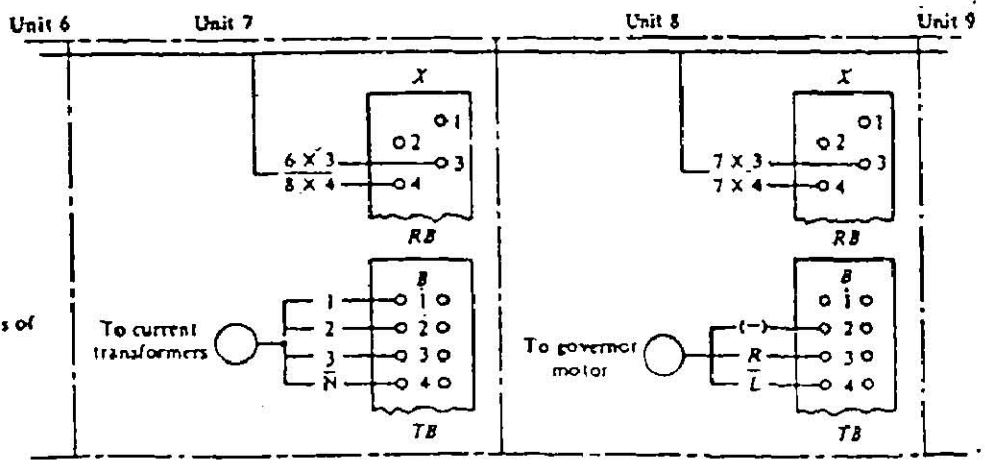 Unit 6 Unit 7 Unit 8 Unit 9
X X
1 1
2 2
6 X 3 3 7 X 3 3
8 X 4 4 7 X 4 4
RB RB
B B
1 1 1
2 2 (-) 2
3 3 R 3
N 4 L 4
s of
To current
transformers
To governor
motor
TB TB